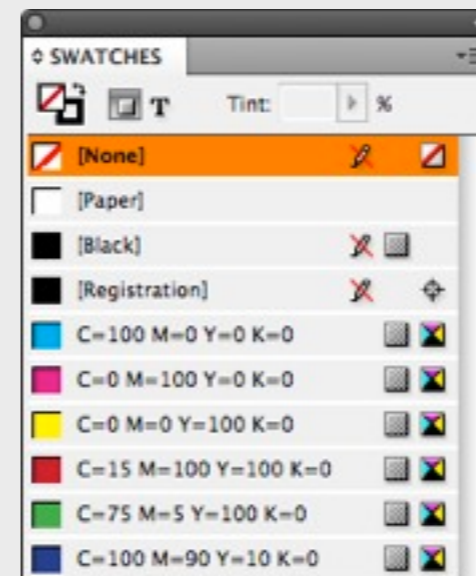 SWATCHES
T Tint: %
[None]
[Paper]
[Black]
[Registration]
C=100 M=0 Y=0 K=0
C=0 M=100 Y=0 K=0
C=0 M=0 Y=100 K=0
C=15 M=100 Y=100 K=0
C=75 M=5 Y=100 K=0
C=100 M=90 Y=10 K=0